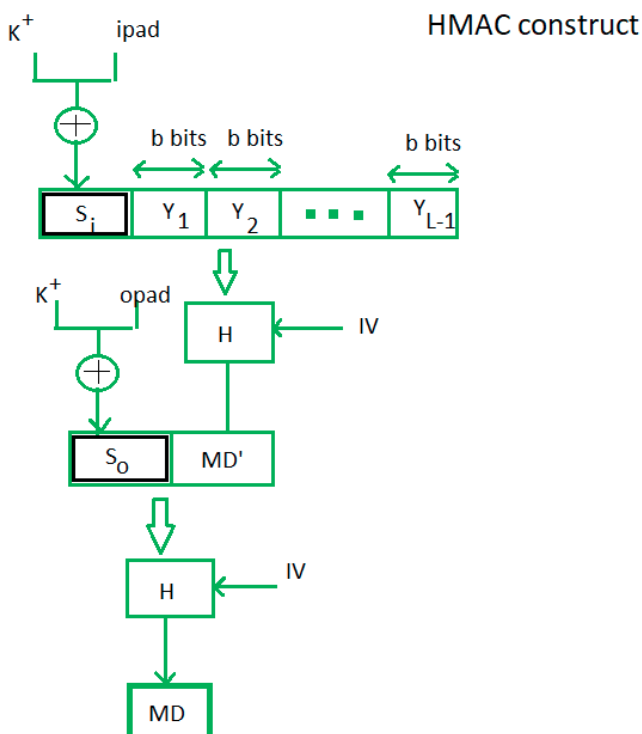 HMAC construct
K+ ipad
b bits b bits b bits
Si Y1 Y2 YL-1
K+ opad
H IV
So MD'
H IV
MD